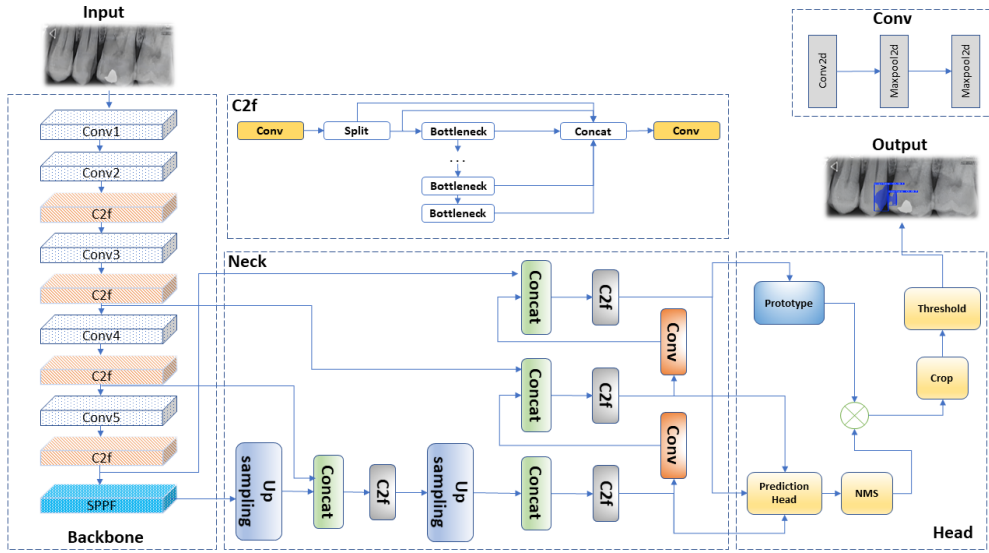 Input
Conv1
Conv2
C2f
Conv3
C2f
Conv4
C2f
Conv5
C2f
SPPF
Backbone
C2f
Conv
Split
Bottleneck
...
Bottleneck
Bottleneck
Concat
Conv
Conv
Conv2d
Maxpool2d
Maxpool2d
Output
Neck
Up
sampling
Concat
C2f
Up
sampling
Concat
C2f
Conv
Concat
C2f
Conv
Concat
C2f
Prototype
Threshold
Crop
Prediction
Head
NMS
Head